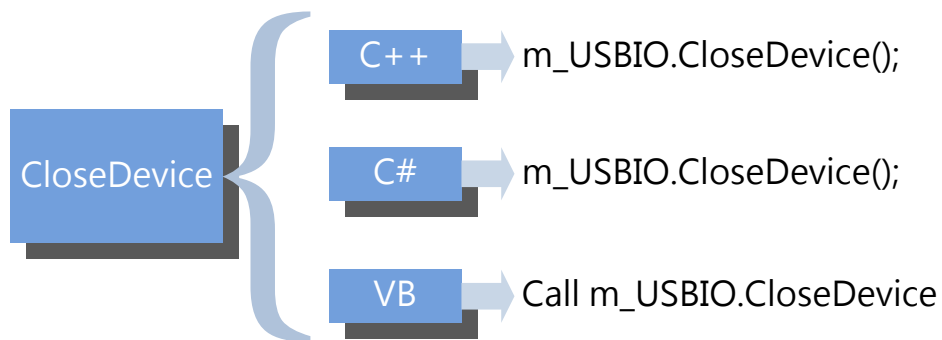 C++
m_USBIO.CloseDevice();
CloseDevice
C#
m_USBIO.CloseDevice();
VB
Call m_USBIO.CloseDevice